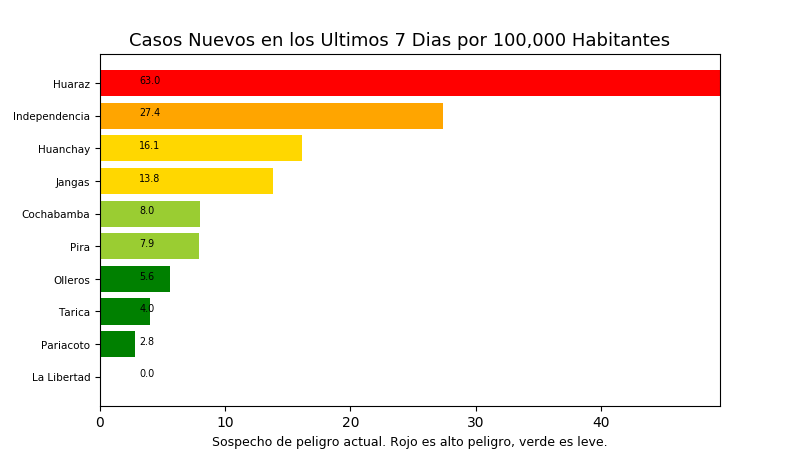 Casos Nuevos en los Ultimos 7 Dias por 100,000 Habitantes
Huaraz 63.0
Independencia 27.4
Huanchay 16.1
Jangas 13.8
Cochabamba 8.0
Pira 7.9
Olleros 5.6
Tarica 4.0
Pariacoto 2.8
La Libertad 0.0
0 10 20 30 40
Sospecho de peligro actual. Rojo es alto peligro, verde es leve.